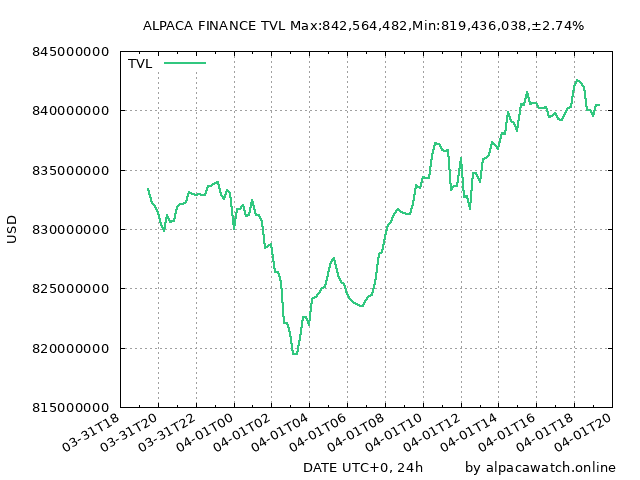 ALPACA FINANCE TVL Max:842,564,482,Min:819,436,038,±2.74%
TVL
845000000
840000000
835000000
830000000
825000000
820000000
815000000
USD
03-31T18
03-31T20
03-31T22
04-01T00
04-01T02
04-01T04
04-01T06
04-01T08
04-01T10
04-01T12
04-01T14
04-01T16
04-01T18
04-01T20
DATE UTC+0, 24h
by alpacawatch.online